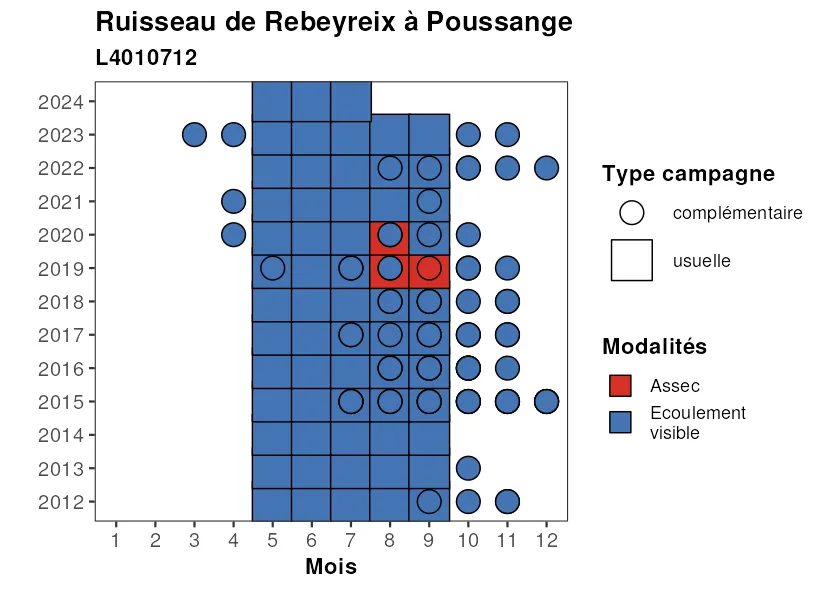 Ruisseau de Rebeyreix à Poussange
L4010712
2024
2023
2022
2021
2020
2019
2018
2017
2016
2015
2014
2013
2012
1 2 3 4 5 6 7 8 9 10 11 12
Mois
Type campagne
complémentaire
usuelle
Modalités
Assec
Ecoulement
visible